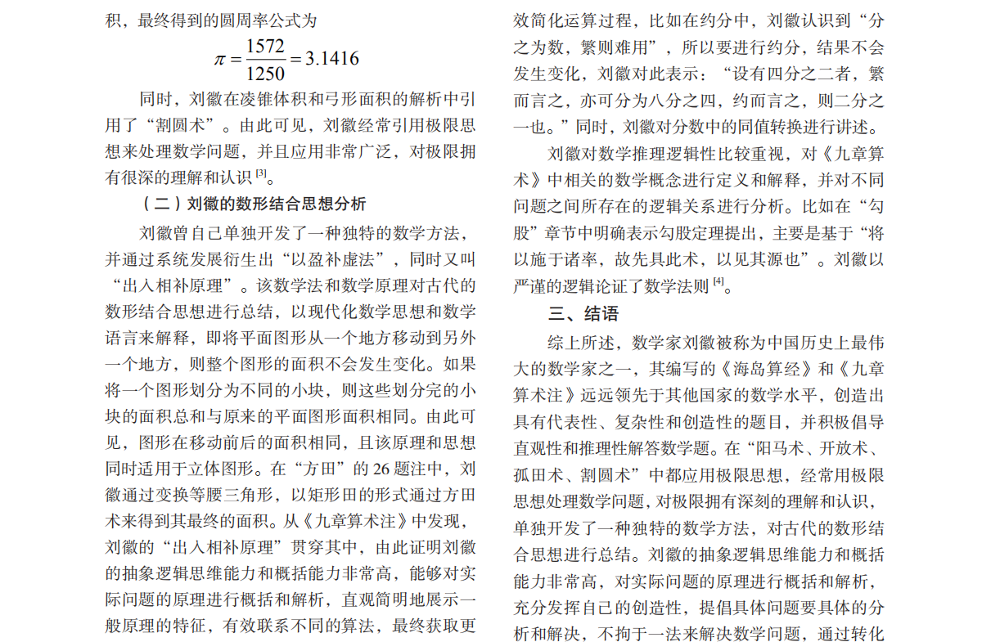 积，最终得到的圆周率公式为
π = 1572/1250 = 3.1416
同时，刘徽在凌锥体积和弓形面积的解析中引
用了“割圆术”。由此可见，刘徽经常引用极限思
想来处理数学问题，并且应用非常广泛，对极限拥
有很深的理解和认识 [3]。
（二）刘徽的数形结合思想分析
刘徽曾自己单独开发了一种独特的数学方法，
并通过系统发展衍生出“以盈补虚法”，同时又叫
“出入相补原理”。该数学法和数学原理对古代的
数形结合思想进行总结，以现代化数学思想和数学
语言来解释，即将平面图形从一个地方移动到另外
一个地方，则整个图形的面积不会发生变化。如果
将一个图形划分为不同的小块，则这些划分完的小
块的面积总和与原来的平面图形面积相同。由此可
见，图形在移动前后的面积相同，且该原理和思想
同时适用于立体图形。在“方田”的 26 题注中，刘
徽通过变换等腰三角形，以矩形田的形式通过方田
术来得到其最终的面积。从《九章算术注》中发现，
刘徽的“出入相补原理”贯穿其中，由此证明刘徽
的抽象逻辑思维能力和概括能力非常高，能够对实
际问题的原理进行概括和解析，直观简明地展示一
般原理的特征，有效联系不同的算法，最终获取更
效简化运算过程，比如在约分中，刘徽认识到“分
之为数，繁则难用”，所以要进行约分，结果不会
发生变化，刘徽对此表示：“设有四分之二者，繁
而言之，亦可分为八分之四，约而言之，则二分之
一也。”同时，刘徽对分数中的同值转换进行讲述。
刘徽对数学推理逻辑性比较重视，对《九章算
术》中相关的数学概念进行定义和解释，并对不同
问题之间所存在的逻辑关系进行分析。比如在“勾
股”章节中明确表示勾股定理提出，主要是基于“将
以施于诸率，故先具此术，以见其源也”。刘徽以
严谨的逻辑论证了数学法则 [4]。
三、结语
综上所述，数学家刘徽被称为中国历史上最伟
大的数学家之一，其编写的《海岛算经》和《九章
算术注》远远领先于其他国家的数学水平，创造出
具有代表性、复杂性和创造性的题目，并积极倡导
直观性和推理性解答数学题。在“阳马术、开放术、
孤田术、割圆术”中都应用极限思想，经常用极限
思想处理数学问题，对极限拥有深刻的理解和认识，
单独开发了一种独特的数学方法，对古代的数形结
合思想进行总结。刘徽的抽象逻辑思维能力和概括
能力非常高，对实际问题的原理进行概括和解析，
充分发挥自己的创造性，提倡具体问题要具体的分
析和解决，不拘于一法来解决数学问题，通过转化